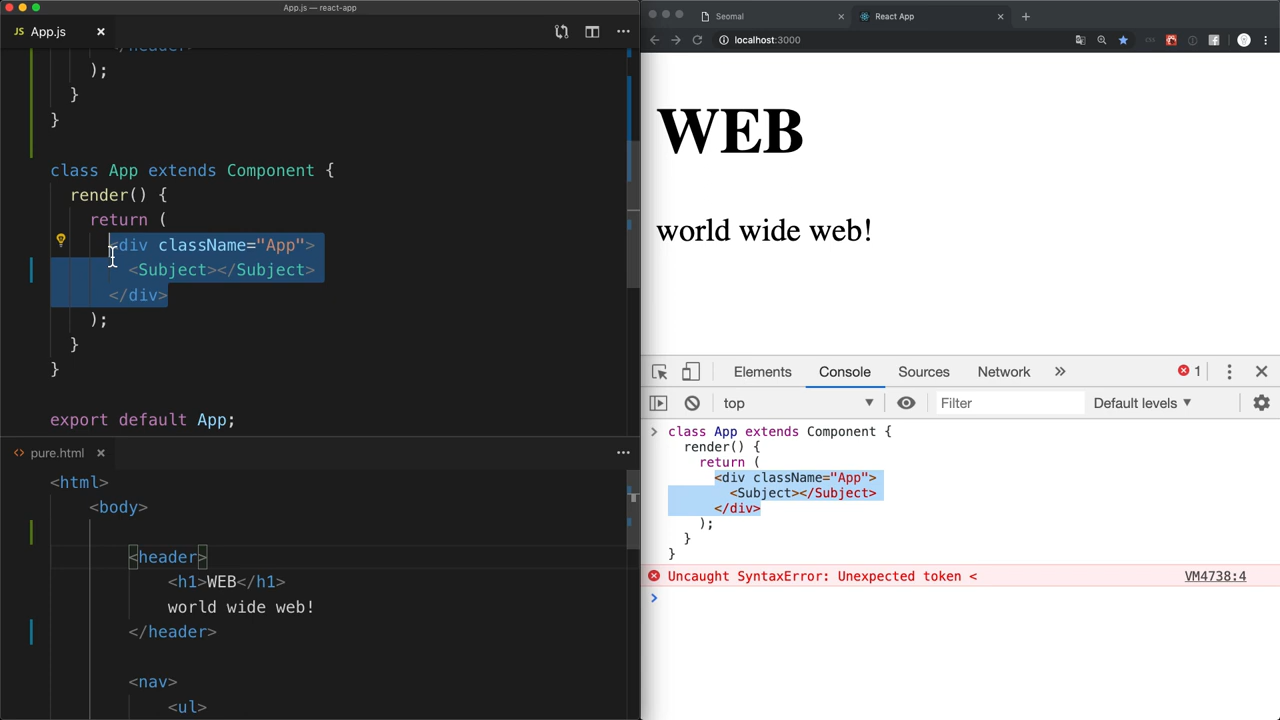 App.js — react-app
JS App.js
</header>
);
}
}
class App extends Component {
render() {
return (
<div className="App">
<Subject></Subject>
</div>
);
}
}
export default App;
<> pure.html
<html>
<body>
<header>
<h1>WEB</h1>
world wide web!
</header>
<nav>
<ul>
Seomal
React App
localhost:3000
WEB
world wide web!
Elements Console Sources Network 1
top Filter Default levels
class App extends Component {
render() {
return (
<div className="App">
<Subject></Subject>
</div>
);
}
}
Uncaught SyntaxError: Unexpected token < VM4738:4